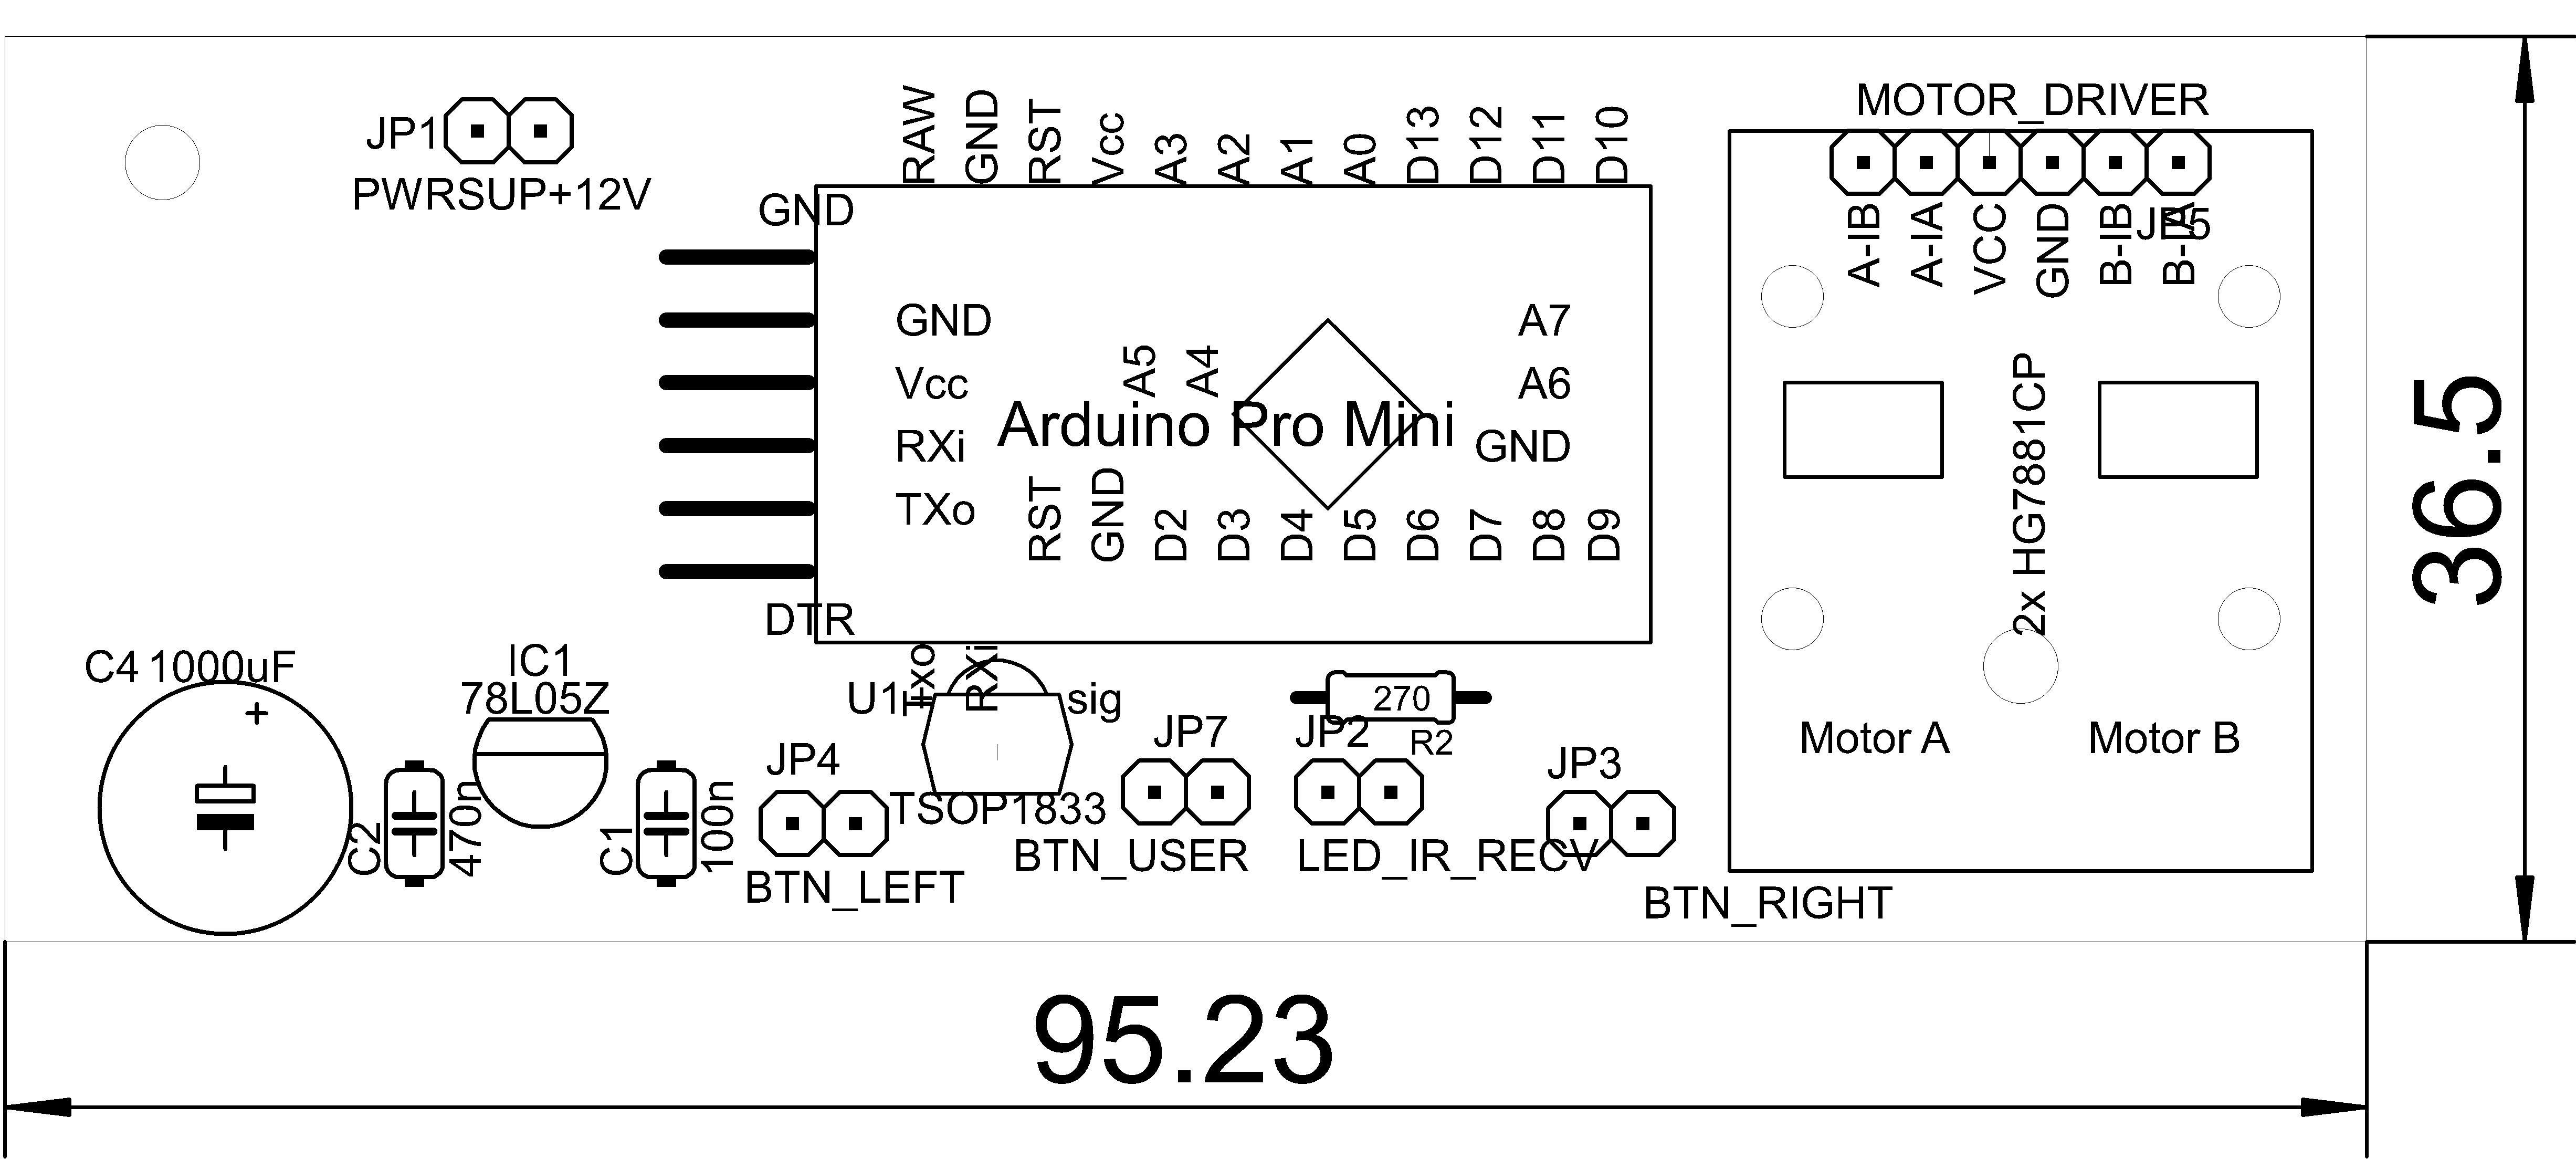 MOTOR_DRIVER
JP1
PWRSUP+12V
RAW
GND
RST
Vcc
A3
A2
A1
A0
D13
D12
D11
D10
GND
A-IB
A-IA
VCC
GND
B-IB
B-IA
JP5
GND
Vcc
RXi
TXo
A5
A4
A7
A6
GND
Arduino Pro Mini
2x HG7881CP
RST
GND
D2
D3
D4
D5
D6
D7
D8
D9
DTR
Txo
RXi
C4 1000uF
+
IC1
78L05Z
U1
sig
270
R2
JP4
JP7
JP2
JP3
Motor A
Motor B
C2
470n
C1
100n
TSOP1833
BTN_LEFT
BTN_USER
LED_IR_RECV
BTN_RIGHT
36.5
95.23